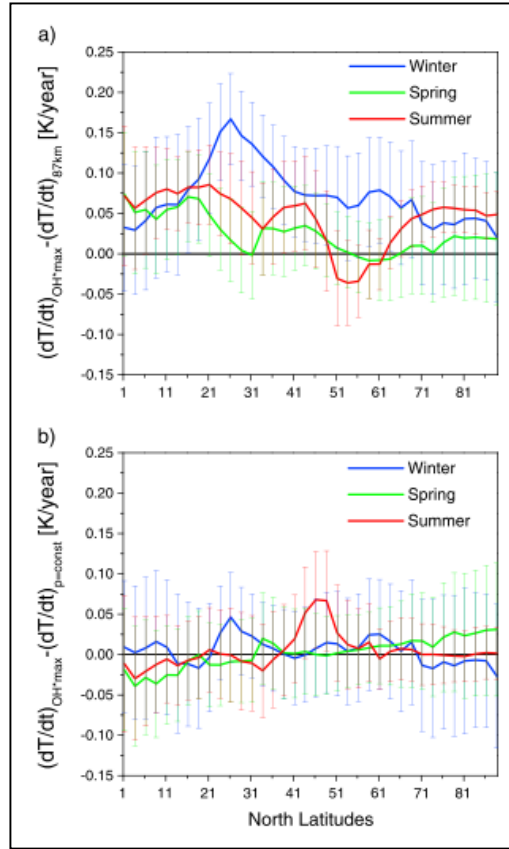 a)
0.25
0.20
0.15
0.10
0.05
0.00
-0.05
-0.10
-0.15
(dT/dt)OH*max-(dT/dt)87km [K/year]
Winter
Spring
Summer
1 11 21 31 41 51 61 71 81
b)
0.25
0.20
0.15
0.10
0.05
0.00
-0.05
-0.10
-0.15
(dT/dt)OH*max-(dT/dt)p=const [K/year]
Winter
Spring
Summer
1 11 21 31 41 51 61 71 81
North Latitudes